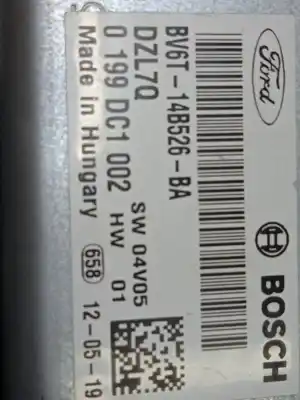 Ford
BOSCH
BV6T-14B526-BA
DZL7Q
0 199 DC1 002
SW 04V05
HW 01
Made in Hungary
658
12-05-19